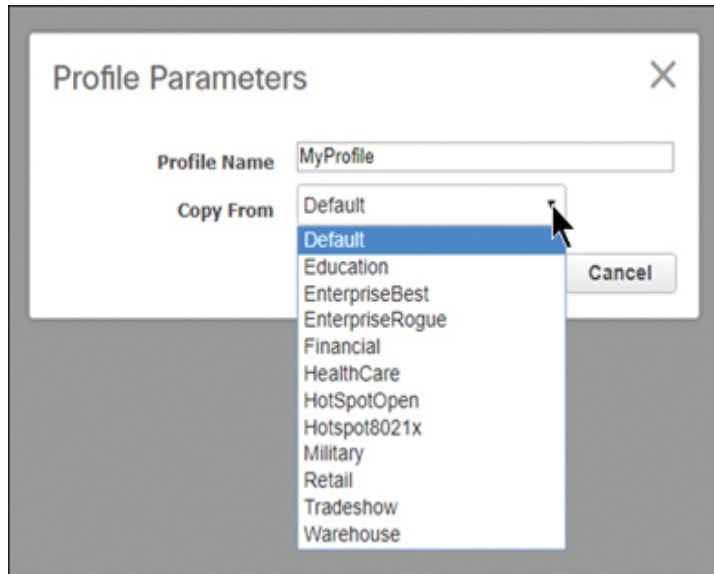 Profile Parameters
Profile Name MyProfile
Copy From Default
Default
Education
EnterpriseBest
EnterpriseRogue
Financial
HealthCare
HotSpotOpen
Hotspot8021x
Military
Retail
Tradeshow
Warehouse
Cancel